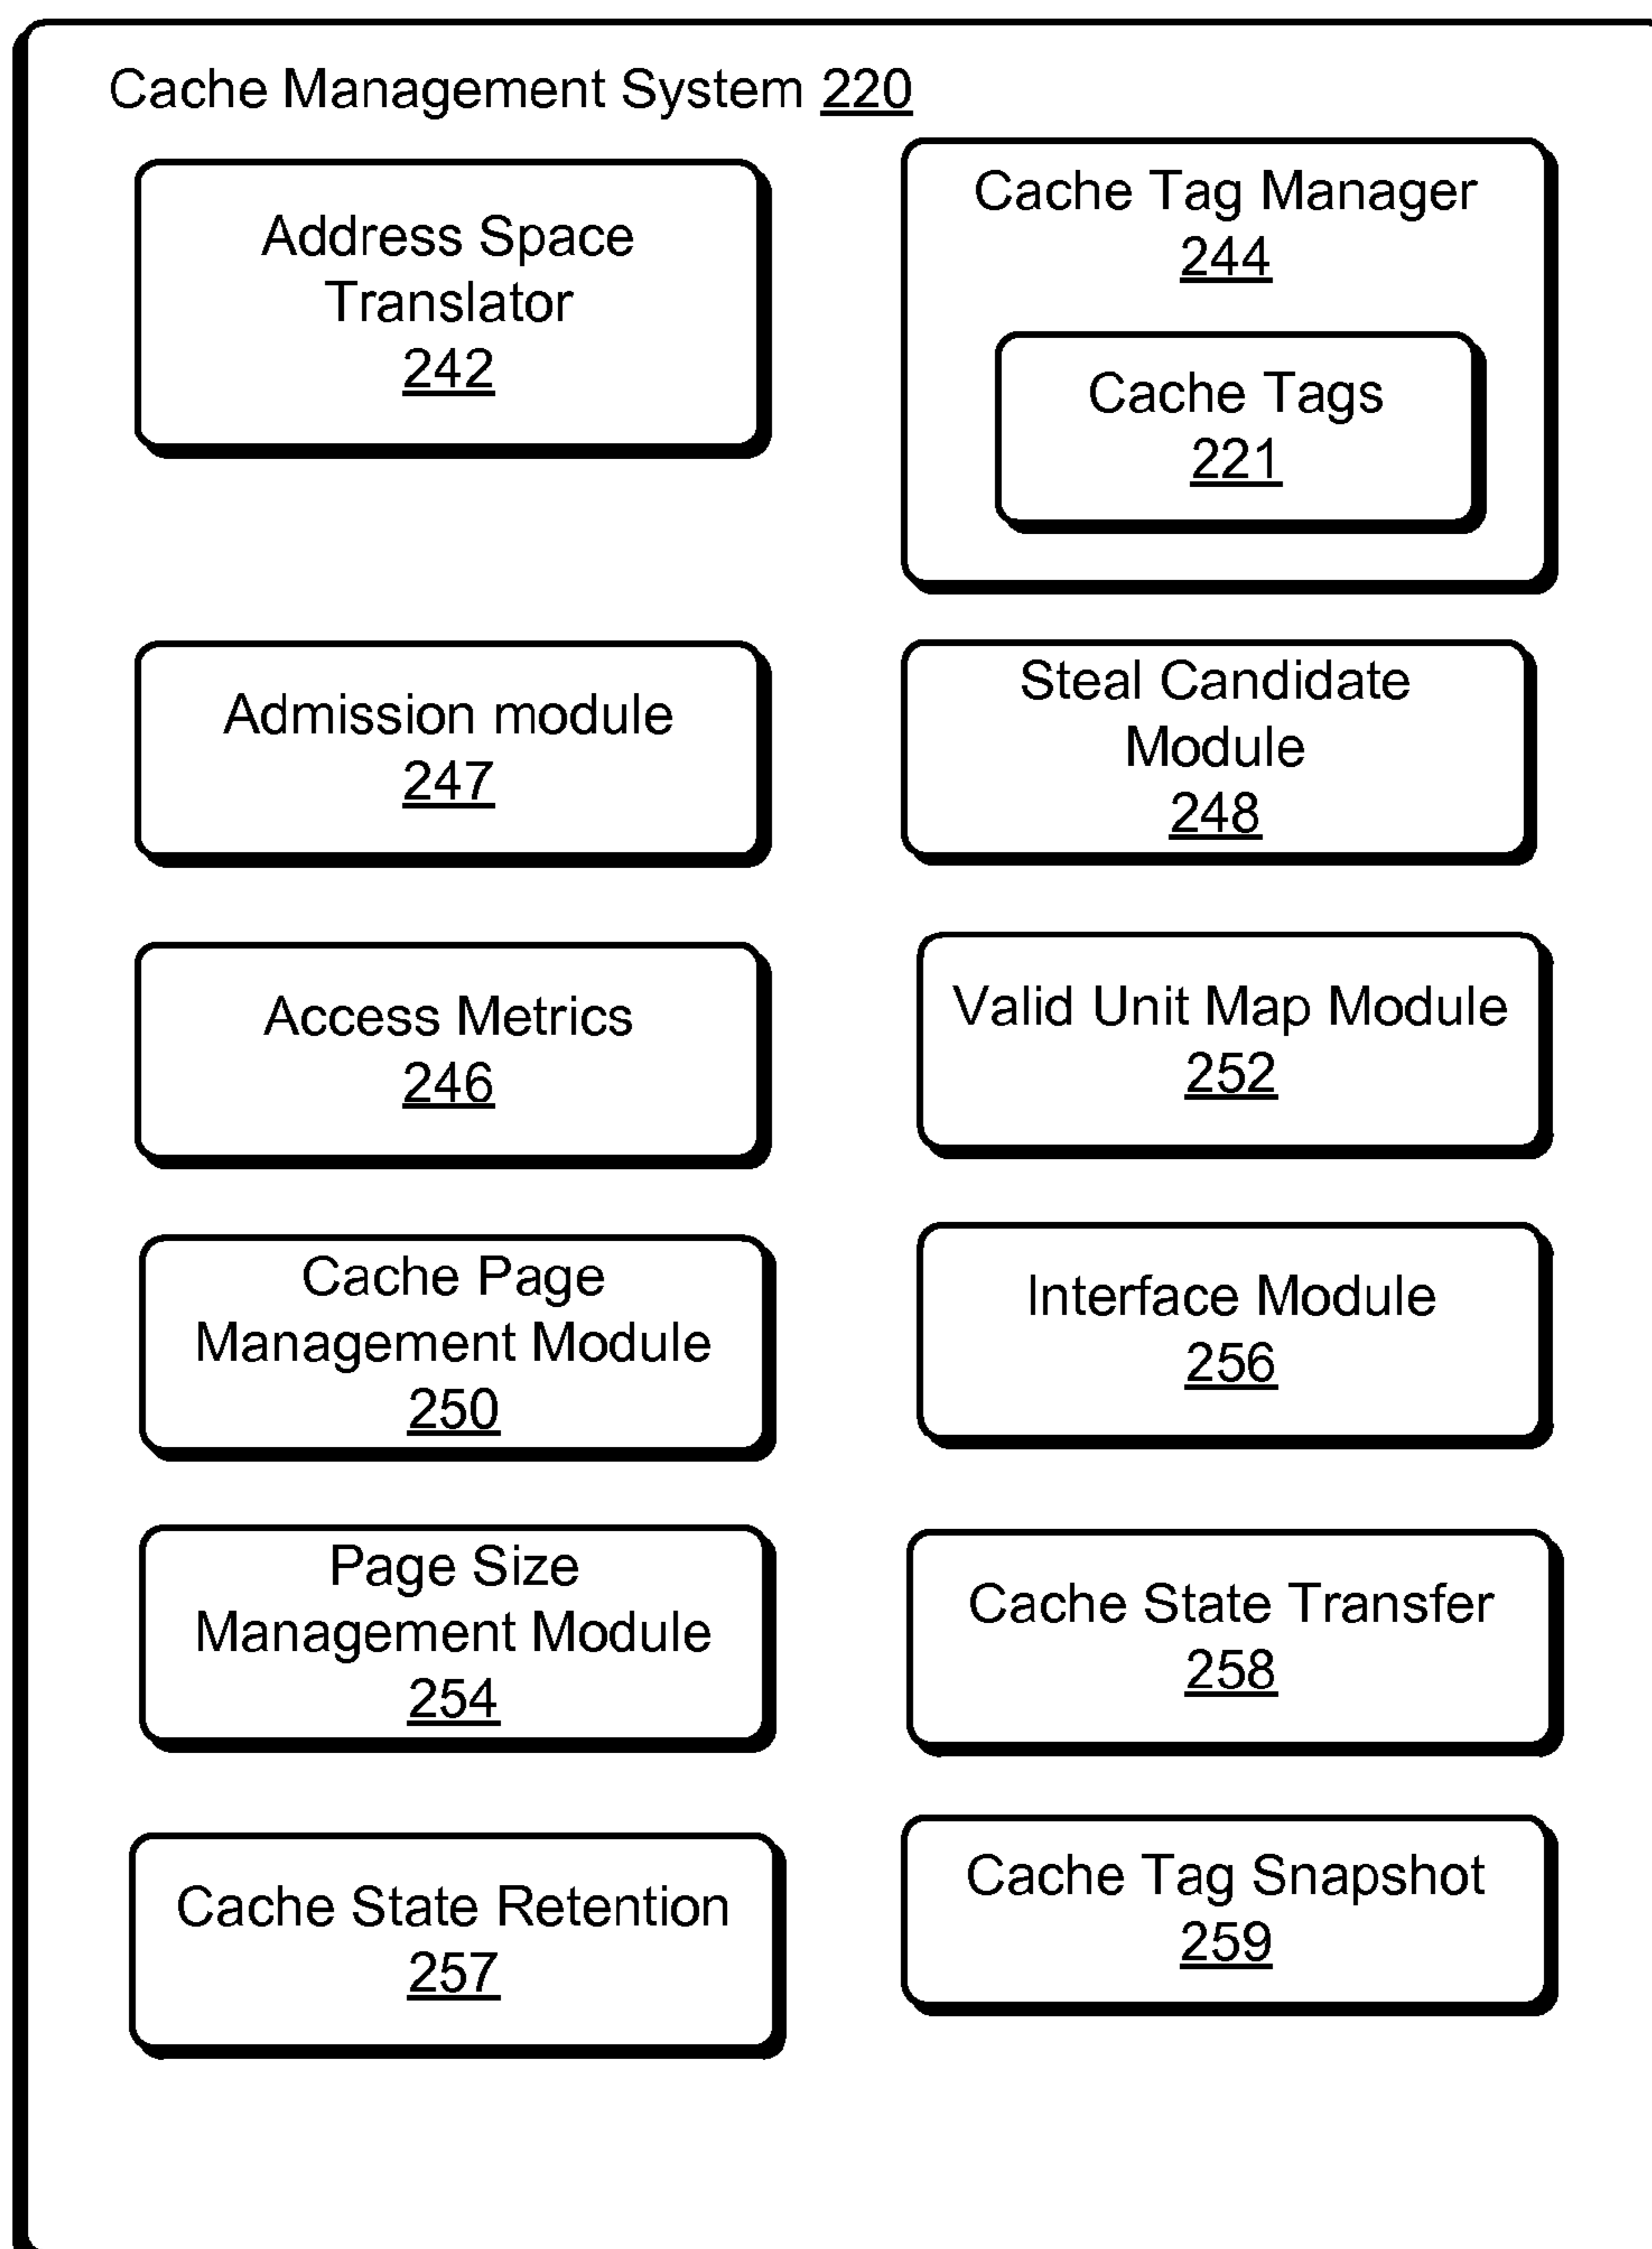 Cache Management System 220
Address Space
Translator
242
Cache Tag Manager
244
Cache Tags
221
Admission module
247
Steal Candidate
Module
248
Access Metrics
246
Valid Unit Map Module
252
Cache Page
Management Module
250
Interface Module
256
Page Size
Management Module
254
Cache State Transfer
258
Cache State Retention
257
Cache Tag Snapshot
259